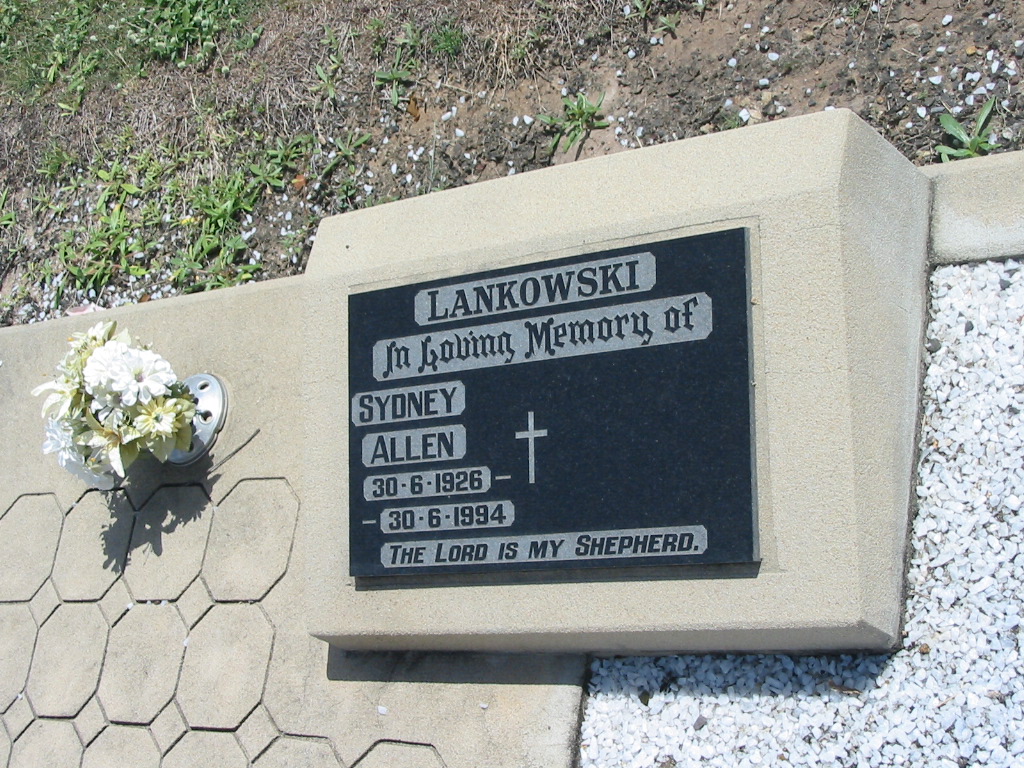 LANKOWSKI
In Loving Memory of
SYDNEY
ALLEN
30·6·1926 –
– 30·6·1994
THE LORD IS MY SHEPHERD.